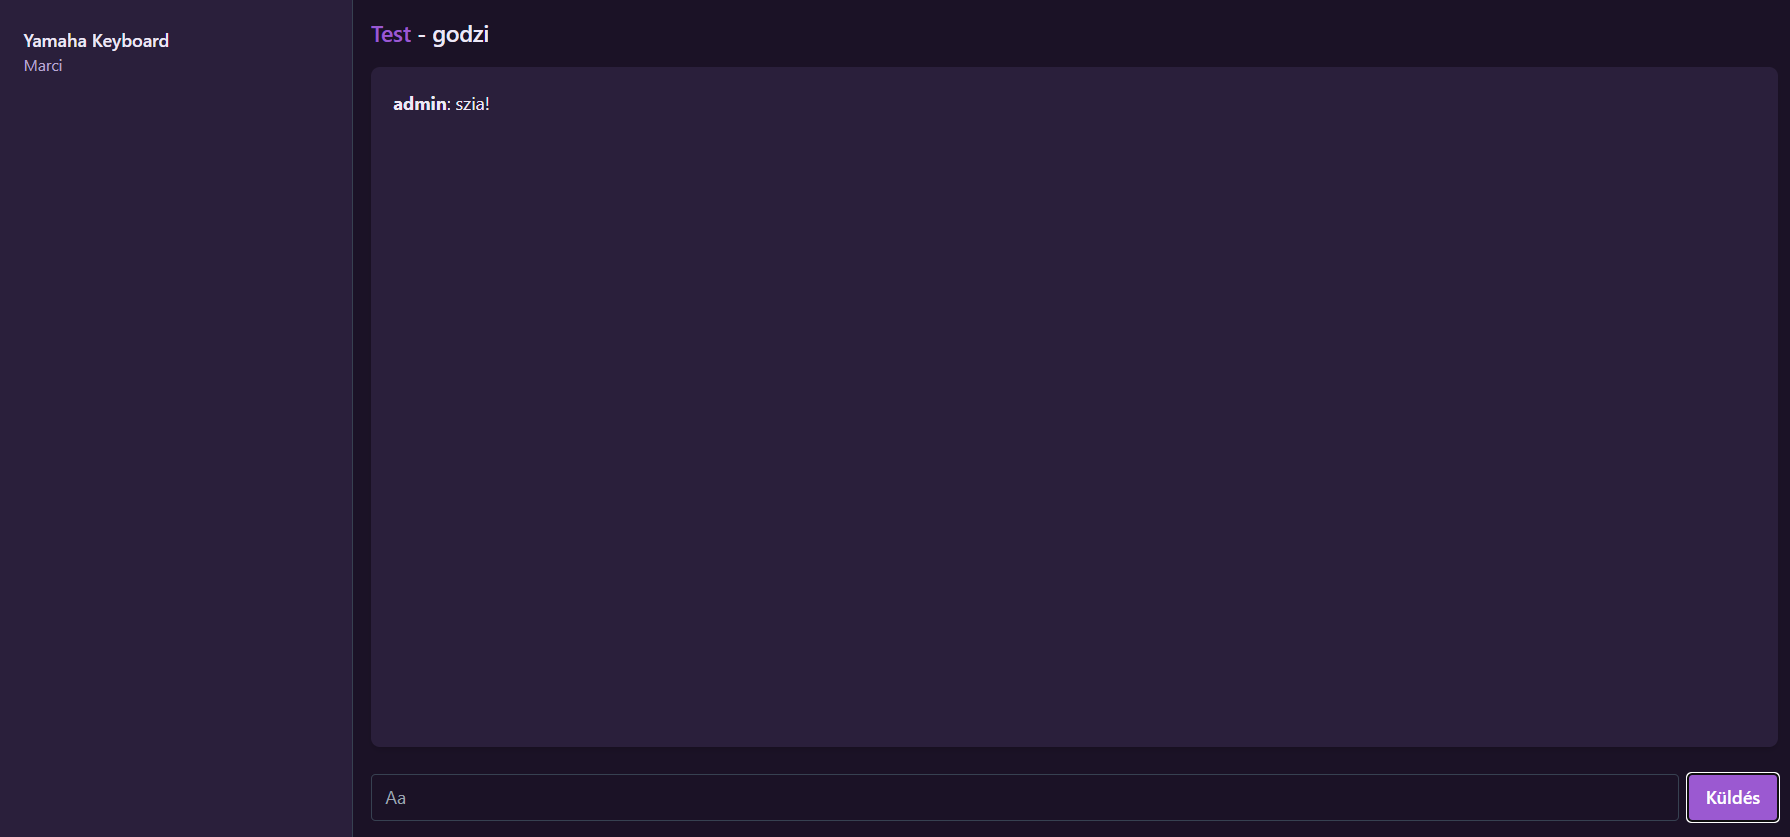 Yamaha Keyboard
Marci
Test - godzi
admin: szia!
Aa
Küldés